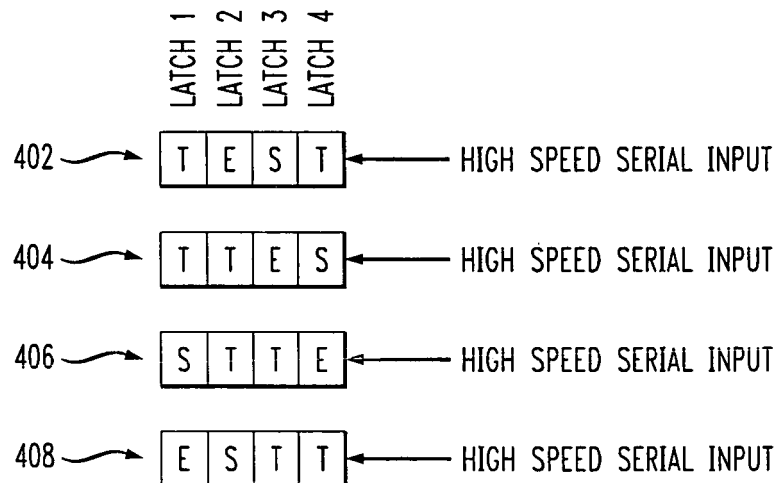 LATCH 1
LATCH 2
LATCH 3
LATCH 4
402 T E S T HIGH SPEED SERIAL INPUT
404 T T E S HIGH SPEED SERIAL INPUT
406 S T T E HIGH SPEED SERIAL INPUT
408 E S T T HIGH SPEED SERIAL INPUT